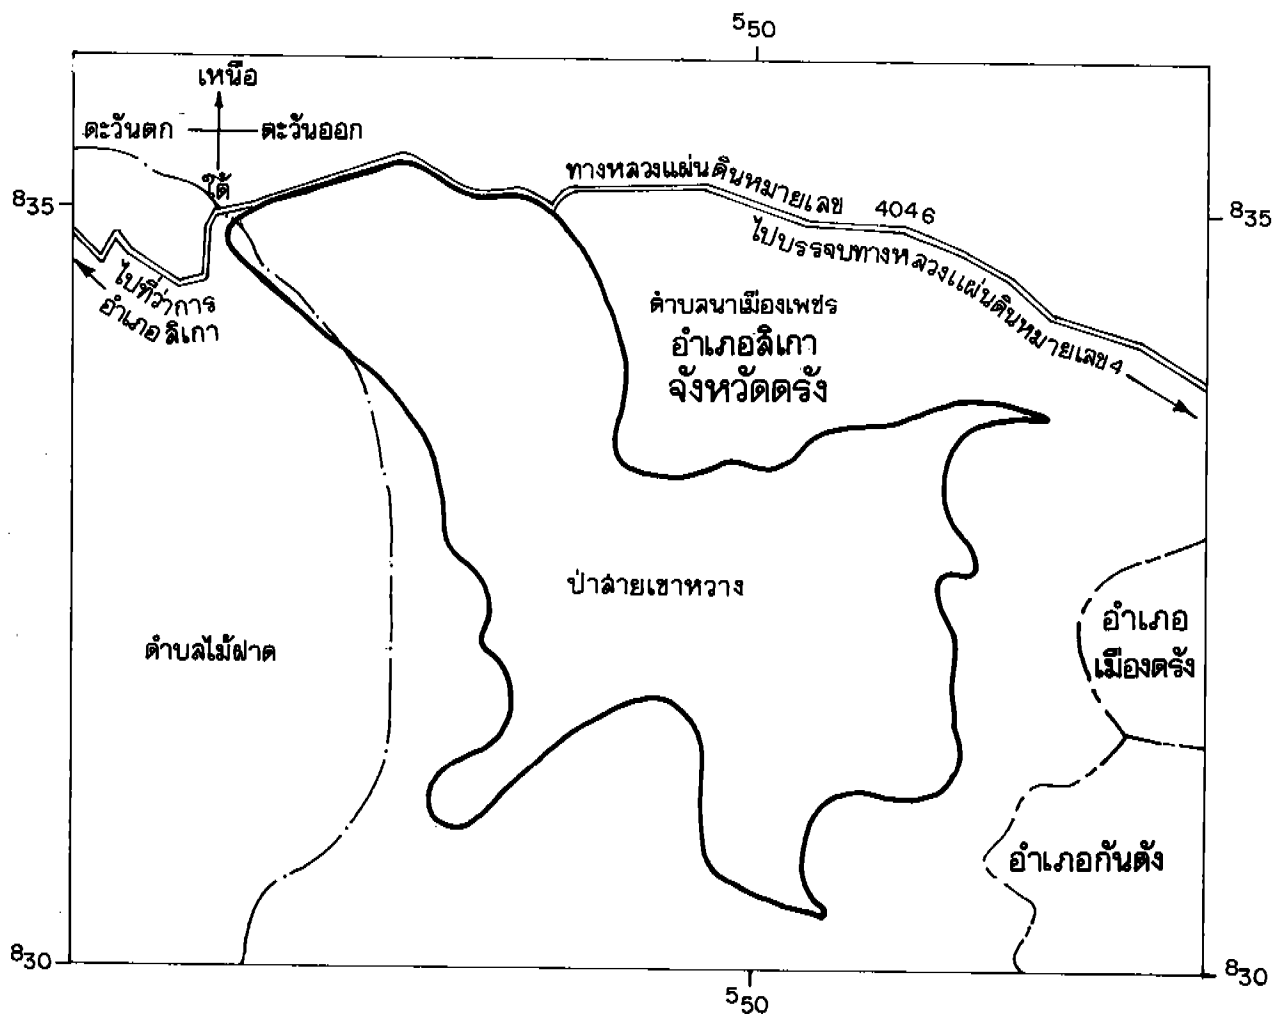 550
เหนือ
ตะวันตก
ตะวันออก
ใต้
835
835
ทางหลวงแผ่นดินหมายเลข 4046
ไปบรรจบทางหลวงแผ่นดินหมายเลข 4
ไปที่ว่าการ
อำเภอสิเกา
ตำบลนาเมืองเพชร
อำเภอสิเกา
จังหวัดตรัง
ป่าสายเขาหวาง
ตำบลไม้ฝาด
อำเภอ
เมืองตรัง
อำเภอกันตัง
830
830
550